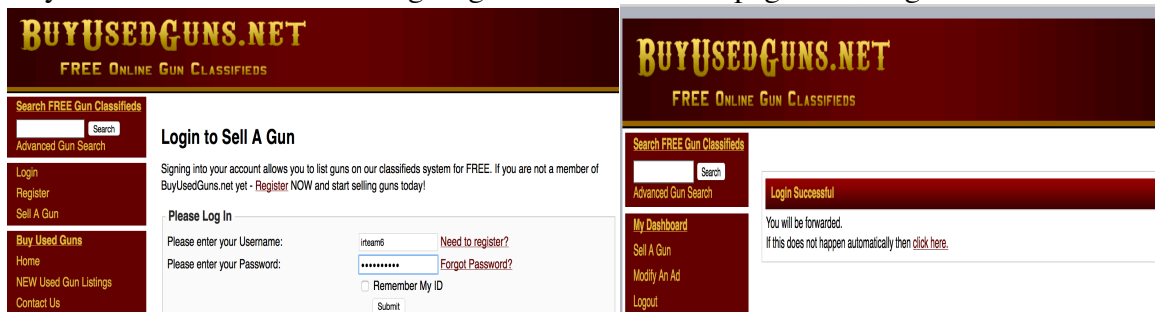 BUYUSEDGUNS.NET
FREE ONLINE GUN CLASSIFIEDS
Search FREE Gun Classifieds
Search
Advanced Gun Search
Login
Register
Sell A Gun
Buy Used Guns
Home
NEW Used Gun Listings
Contact Us
Login to Sell A Gun
Signing into your account allows you to list guns on our classifieds system for FREE. If you are not a member of
BuyUsedGuns.net yet - Register NOW and start selling guns today!
Please Log In
Please enter your Username: irteam6 Need to register?
Please enter your Password: •••••••••• Forgot Password?
Remember My ID
Submit
BUYUSEDGUNS.NET
FREE ONLINE GUN CLASSIFIEDS
Search FREE Gun Classifieds
Search
Advanced Gun Search
My Dashboard
Sell A Gun
Modify An Ad
Logout
Login Successful
You will be forwarded.
If this does not happen automatically then click here.